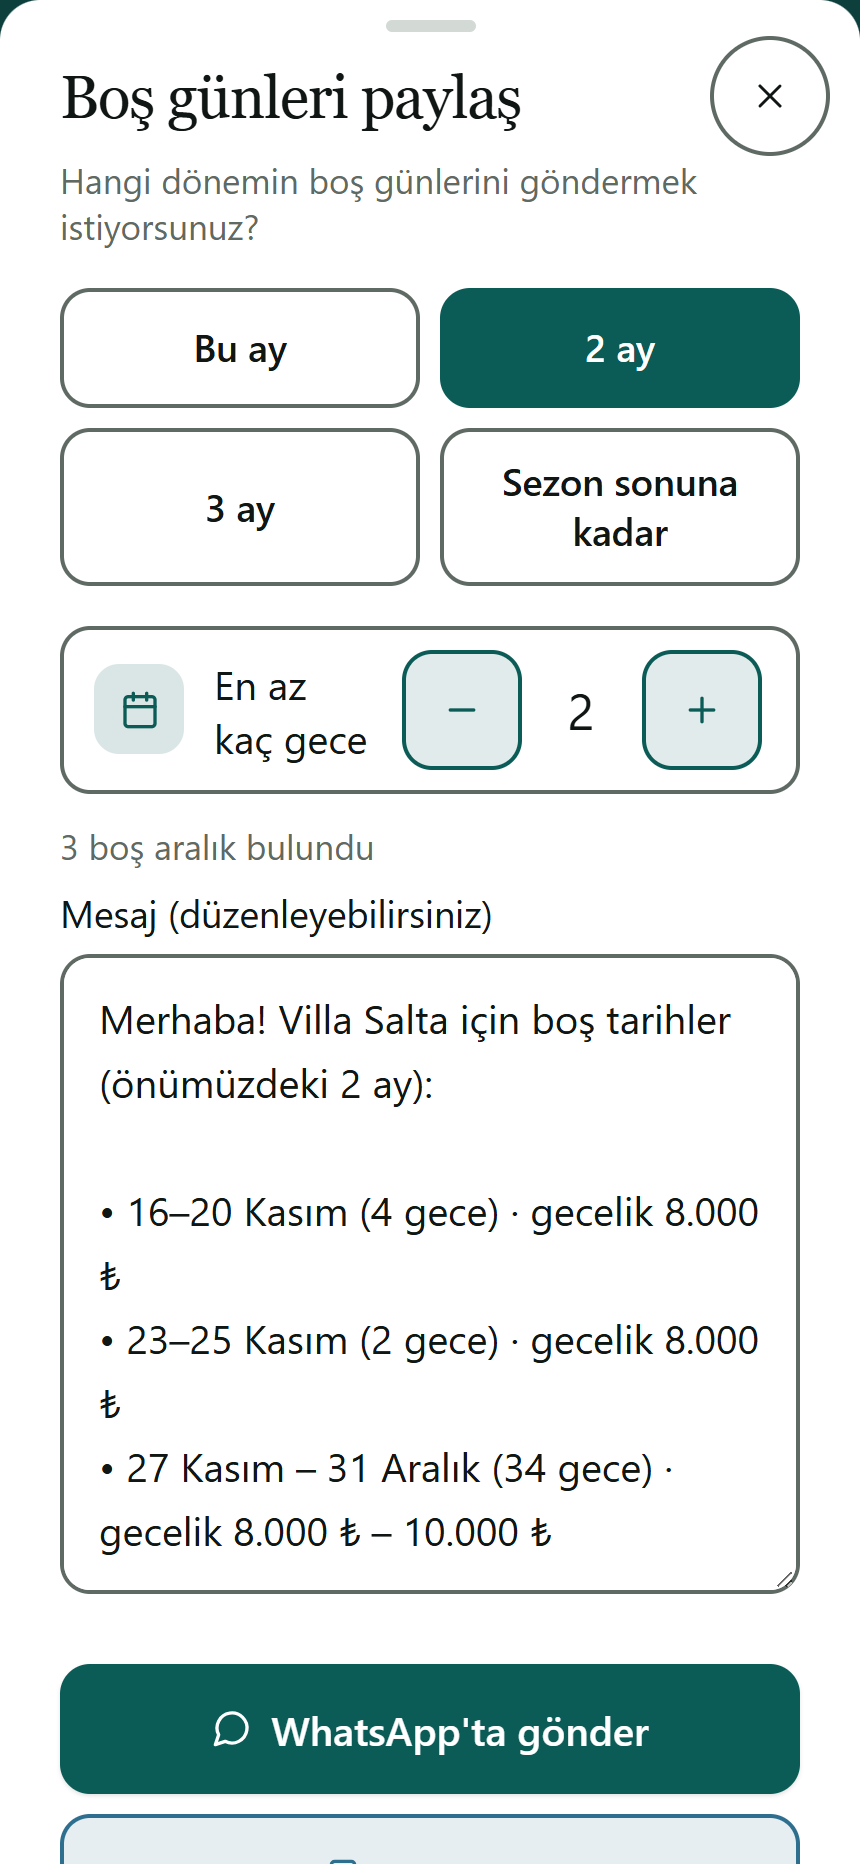 Boş günleri paylaş
Hangi dönemin boş günlerini göndermek
istiyorsunuz?
Bu ay
2 ay
3 ay
Sezon sonuna
kadar
En az
kaç gece
2
3 boş aralık bulundu
Mesaj (düzenleyebilirsiniz)
Merhaba! Villa Salta için boş tarihler
(önümüzdeki 2 ay):
• 16–20 Kasım (4 gece) · gecelik 8.000
₺
• 23–25 Kasım (2 gece) · gecelik 8.000
₺
• 27 Kasım – 31 Aralık (34 gece) ·
gecelik 8.000 ₺ – 10.000 ₺
WhatsApp'ta gönder